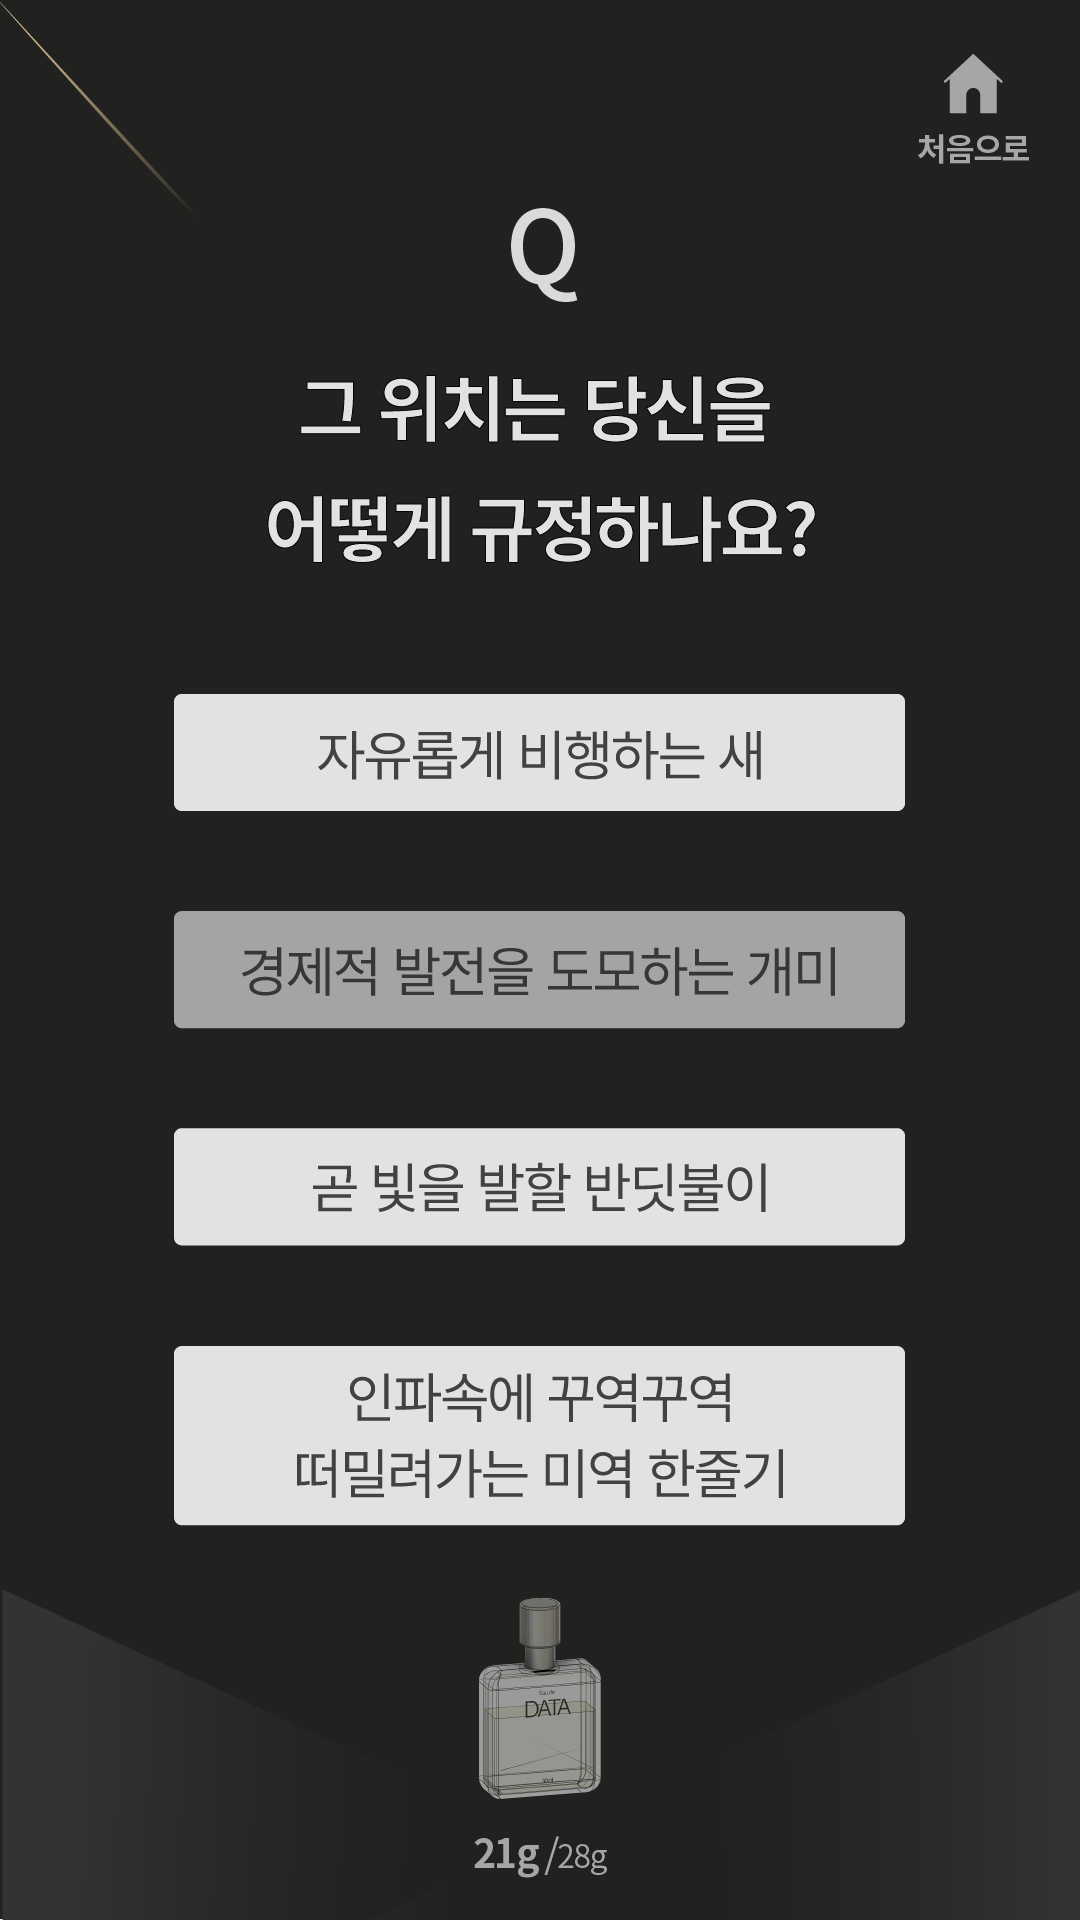 처음으로
Q
그 위치는 당신을
어떻게 규정하나요?
자유롭게 비행하는 새
경제적 발전을 도모하는 개미
곧 빛을 발할 반딧불이
인파속에 꾸역꾸역
떠밀려가는 미역 한줄기
Eau de
DATA
21g/28g